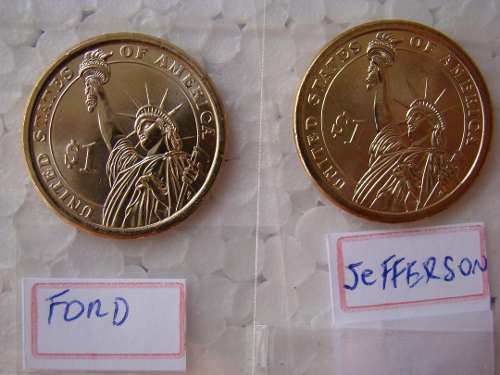 UNITED STATES OF AMERICA
$1
FORD
UNITED STATES OF AMERICA
$1
JEFFERSON